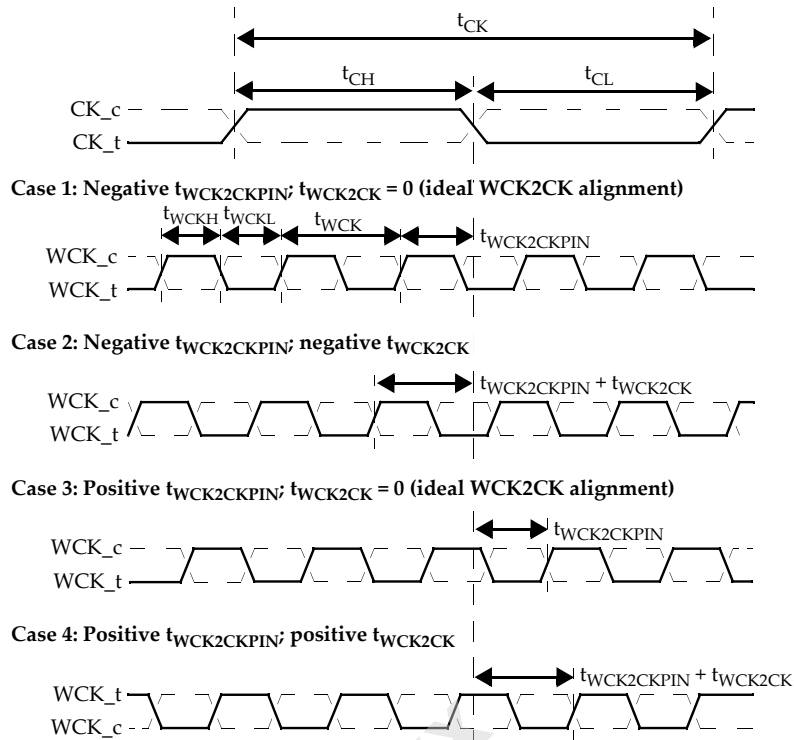 tCK
tCH tCL
CK_c
CK_t
Case 1: Negative tWCK2CKPIN; tWCK2CK = 0 (ideal WCK2CK alignment)
tWCKH tWCKL tWCK tWCK2CKPIN
WCK_c
WCK_t
Case 2: Negative tWCK2CKPIN; negative tWCK2CK
tWCK2CKPIN + tWCK2CK
WCK_c
WCK_t
Case 3: Positive tWCK2CKPIN; tWCK2CK = 0 (ideal WCK2CK alignment)
tWCK2CKPIN
WCK_c
WCK_t
Case 4: Positive tWCK2CKPIN; positive tWCK2CK
tWCK2CKPIN + tWCK2CK
WCK_t
WCK_c